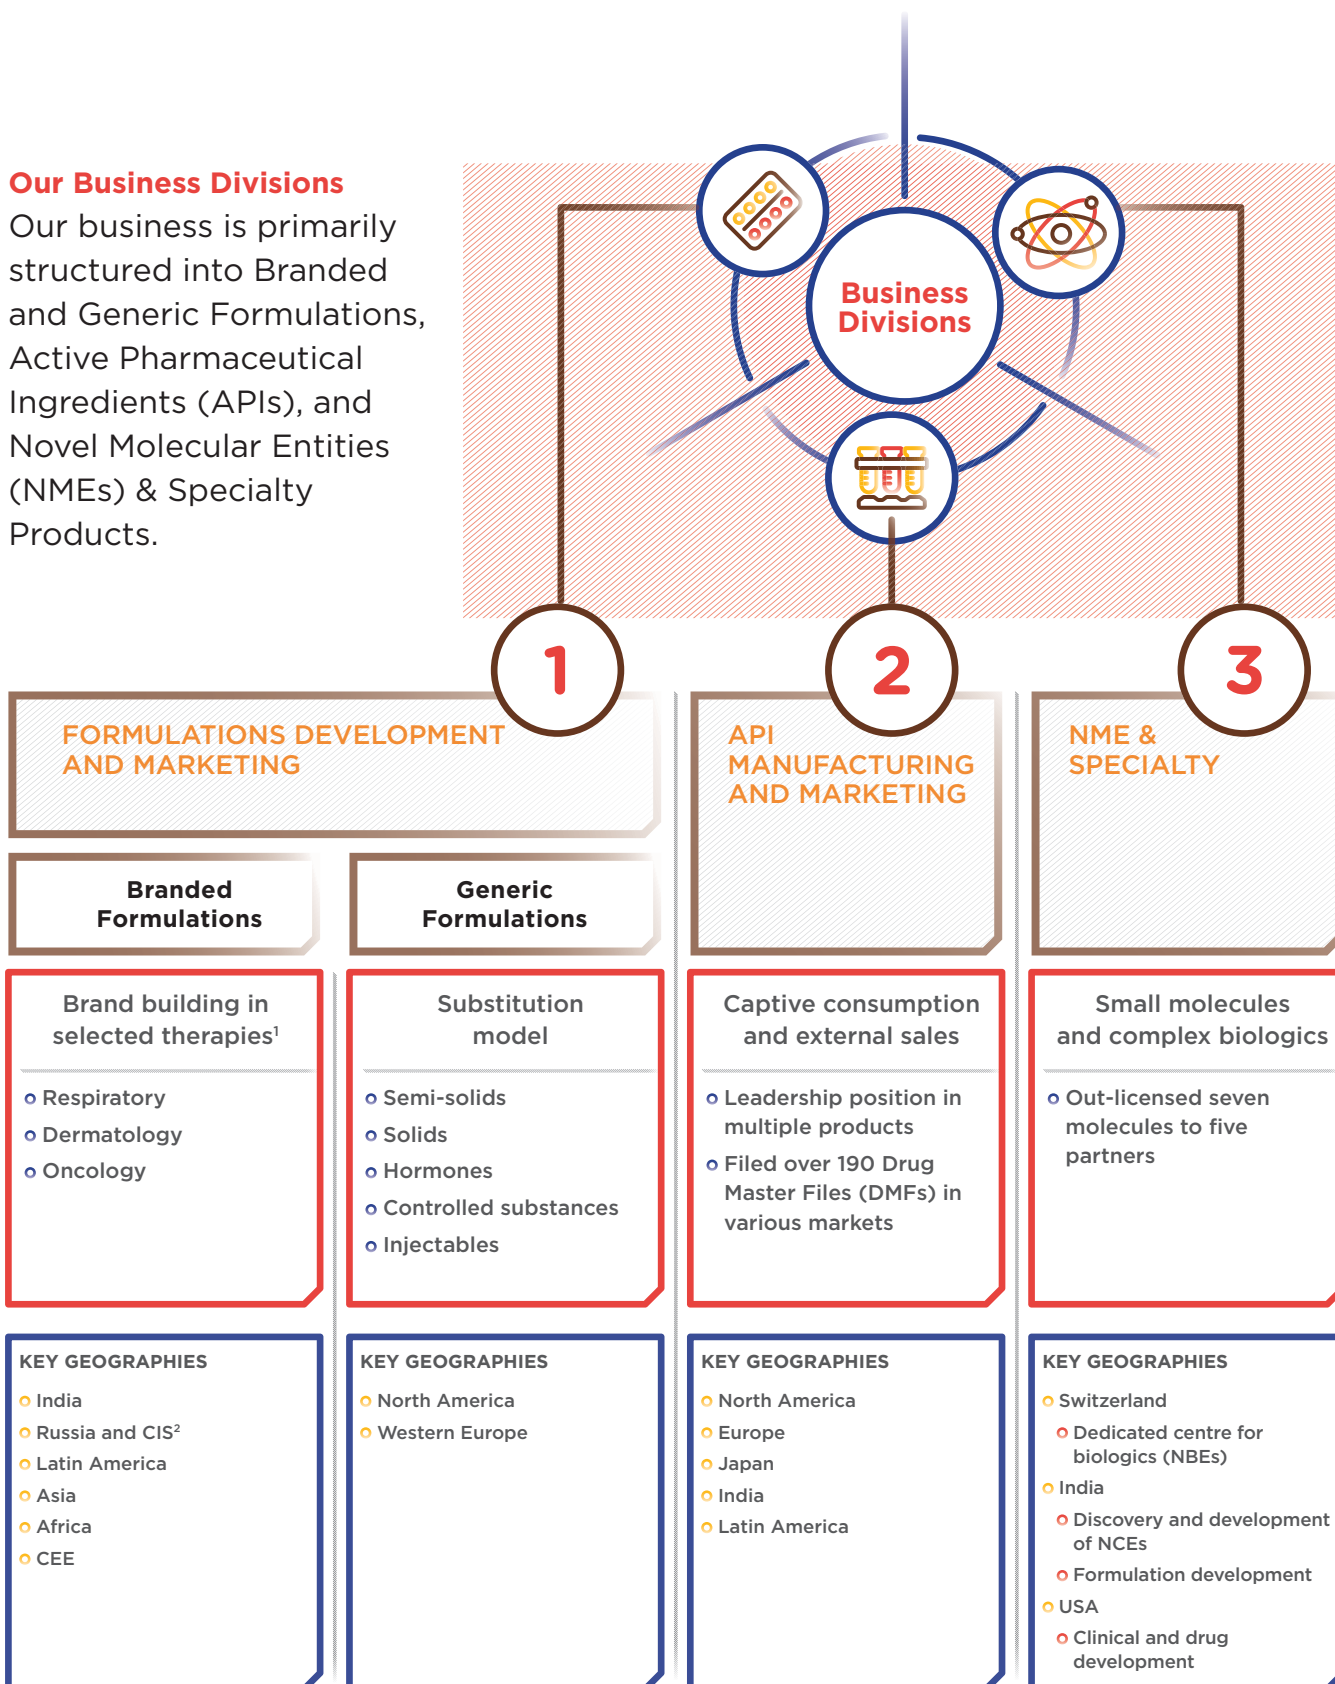 Our Business Divisions
Our business is primarily
structured into Branded
and Generic Formulations,
Active Pharmaceutical
Ingredients (APIs), and
Novel Molecular Entities
(NMEs) & Specialty
Products.
Business
Divisions
1
2
3
FORMULATIONS DEVELOPMENT
AND MARKETING
Branded
Formulations
Brand building in
selected therapies¹
Respiratory
Dermatology
Oncology
KEY GEOGRAPHIES
India
Russia and CIS²
Latin America
Asia
Africa
CEE
Generic
Formulations
Substitution
model
Semi-solids
Solids
Hormones
Controlled substances
Injectables
KEY GEOGRAPHIES
North America
Western Europe
API
MANUFACTURING
AND MARKETING
Captive consumption
and external sales
Leadership position in
multiple products
Filed over 190 Drug
Master Files (DMFs) in
various markets
KEY GEOGRAPHIES
North America
Europe
Japan
India
Latin America
NME &
SPECIALTY
Small molecules
and complex biologics
Out-licensed seven
molecules to five
partners
KEY GEOGRAPHIES
Switzerland
Dedicated centre for
biologics (NBEs)
India
Discovery and development
of NCEs
Formulation development
USA
Clinical and drug
development